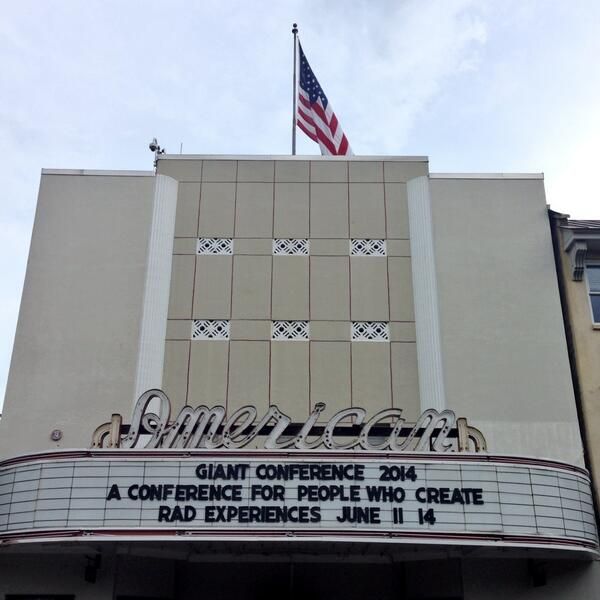 American
GIANT CONFERENCE 2014
A CONFERENCE FOR PEOPLE WHO CREATE
RAD EXPERIENCES JUNE 11 14